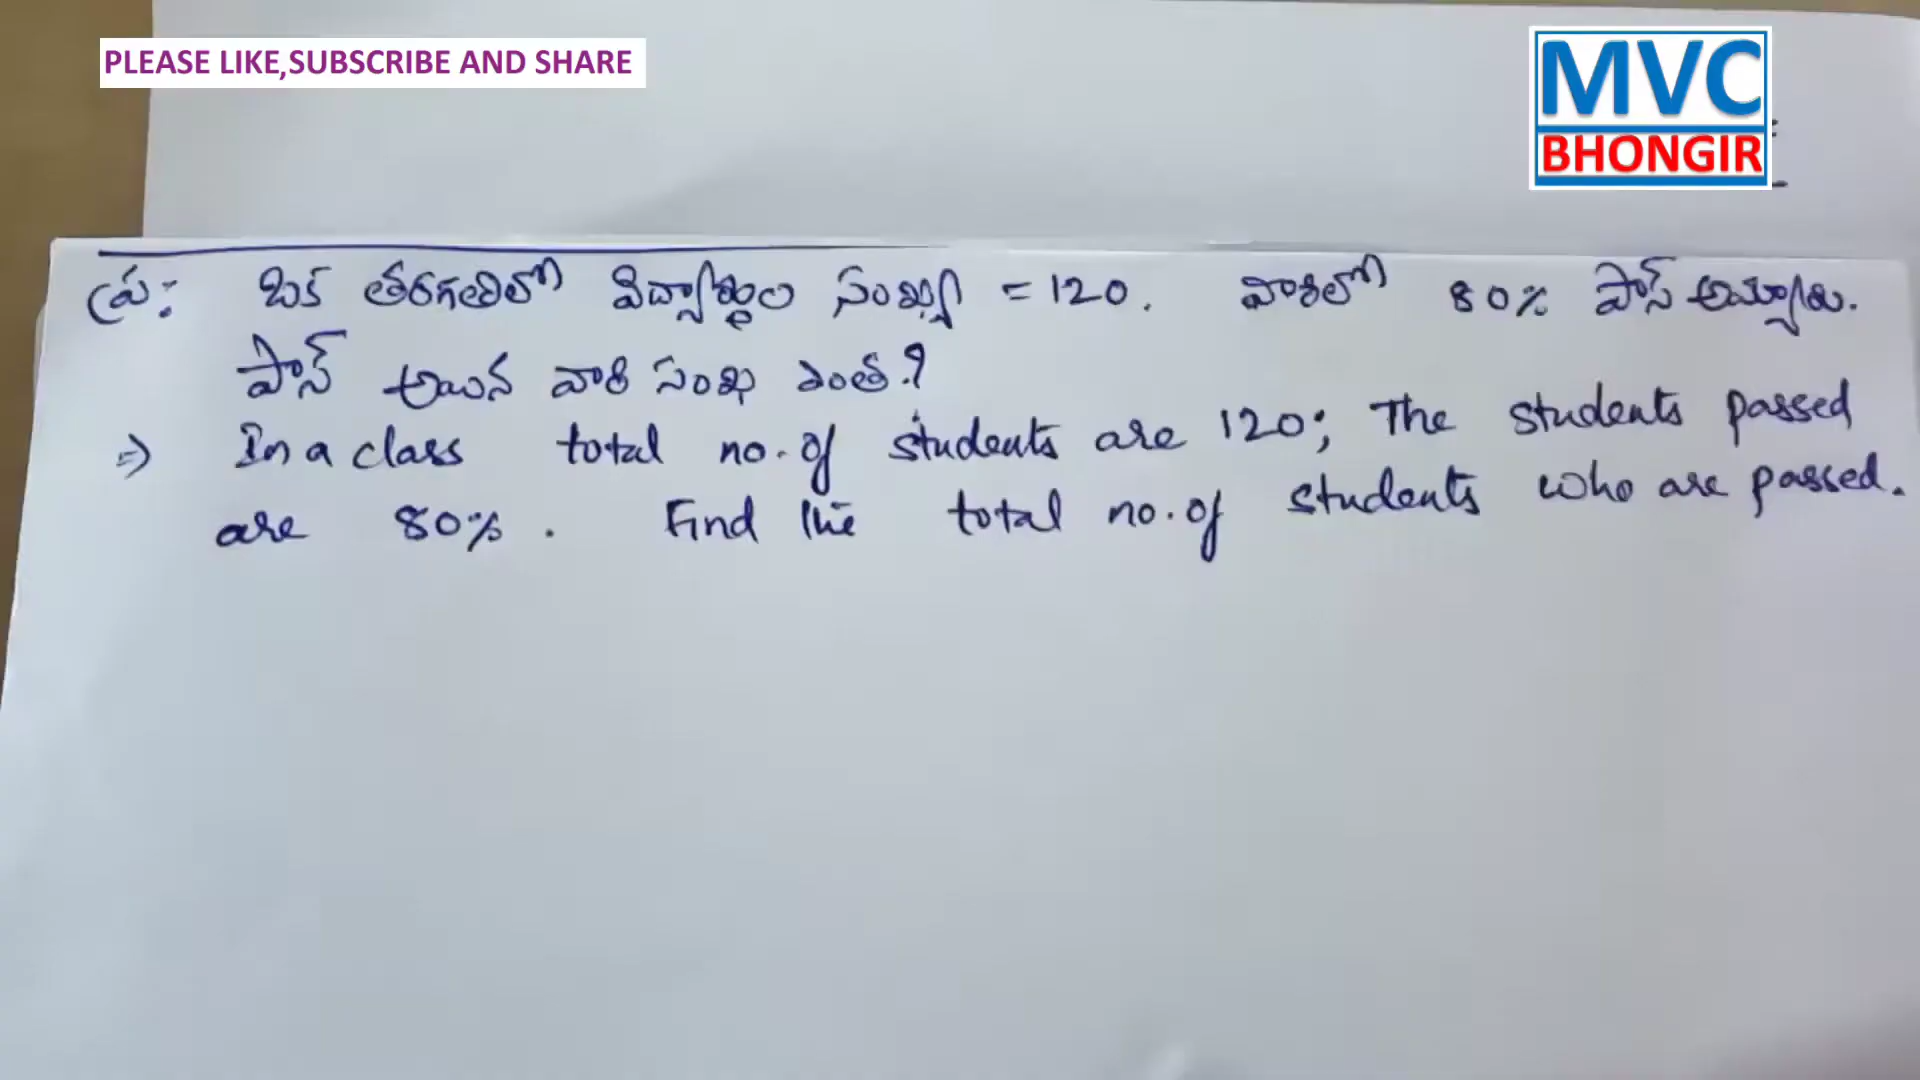 PLEASE LIKE,SUBSCRIBE AND SHARE
MVC
BHONGIR
ప్ర: ఒక తరగతిలో విద్యార్థుల సంఖ్య = 120. వారిలో 80% పాస్ అయ్యారు.
పాస్ అయిన వారి సంఖ్య ఎంత?
⇒ In a class total no. of students are 120; The students passed
are 80%. Find the total no. of students who are passed.